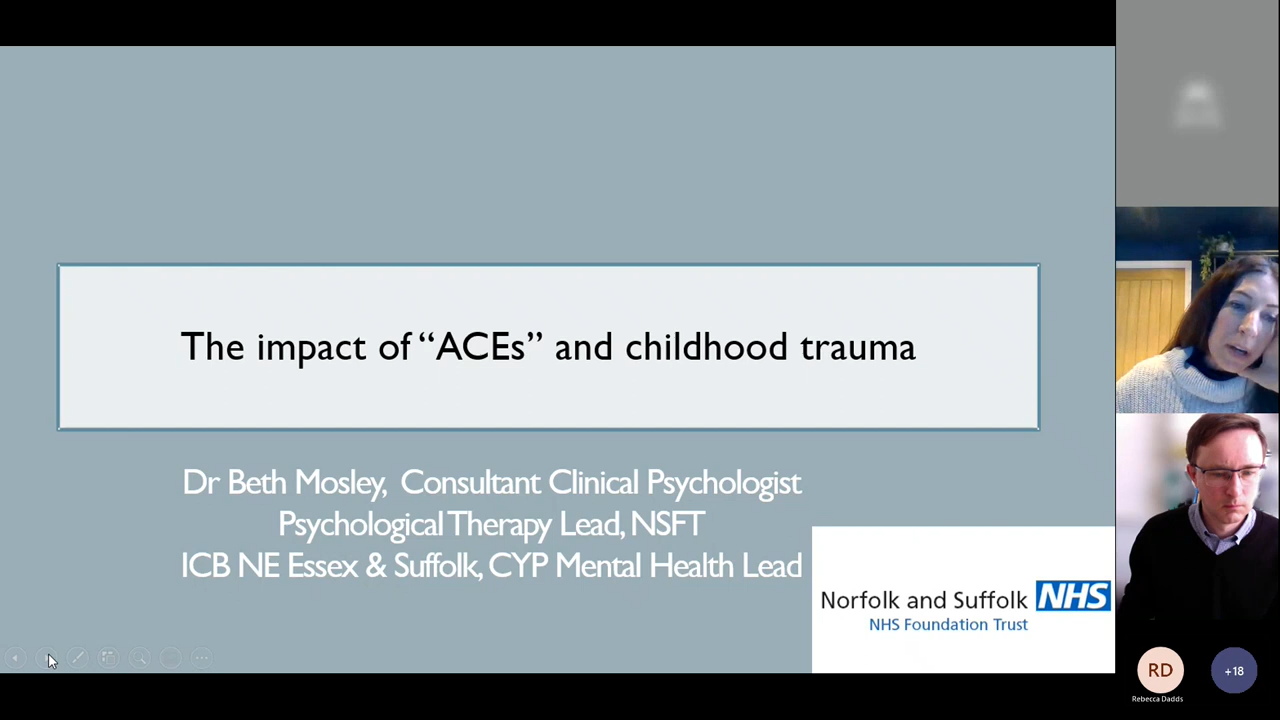 The impact of “ACEs” and childhood trauma
Dr Beth Mosley, Consultant Clinical Psychologist
Psychological Therapy Lead, NSFT
ICB NE Essex & Suffolk, CYP Mental Health Lead
Norfolk and Suffolk NHS
NHS Foundation Trust
RD
Rebecca Dadds
+18